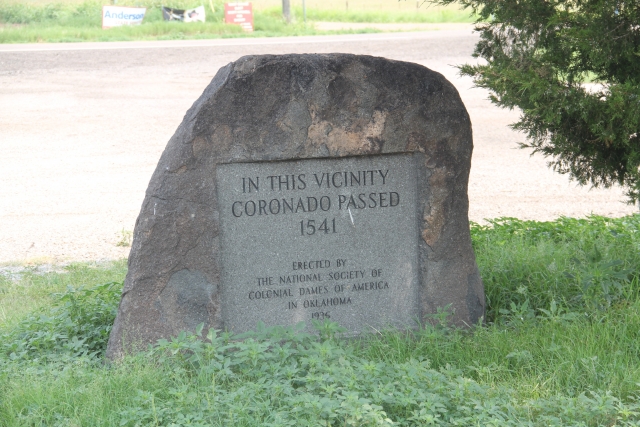 Anderson
IN THIS VICINITY
CORONADO PASSED
1541
ERECTED BY
THE NATIONAL SOCIETY OF
COLONIAL DAMES OF AMERICA
IN OKLAHOMA
1936